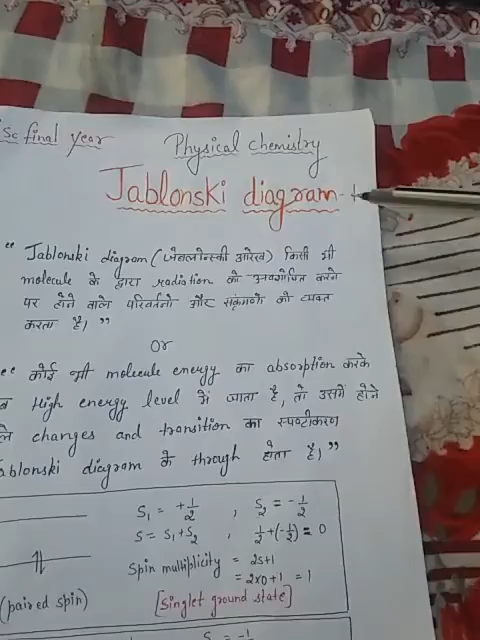 Sc final year
Physical chemistry
Jablonski diagram
“ Jablonski digram (जेबलोन्स्की आरेख) किसी भी
molecule के द्वारा radiation को अवशोषित करने
पर होने वाले परिवर्तनो और संक्रमणो को व्यक्त
करता है। ”
Or
“ कोई भी molecule energy का absorption करके
High energy level में जाता है, तो उसमें होने
changes and transition का स्पष्टीकरण
ablonski diagram के through होता है। ”
S₁ = +1/2 , S₂ = -1/2
S = S₁+S₂ , 1/2+(-1/2) = 0
Spin multiplicity = 2S+1
= 2x0+1 = 1
(paired spin) [Singlet ground state]